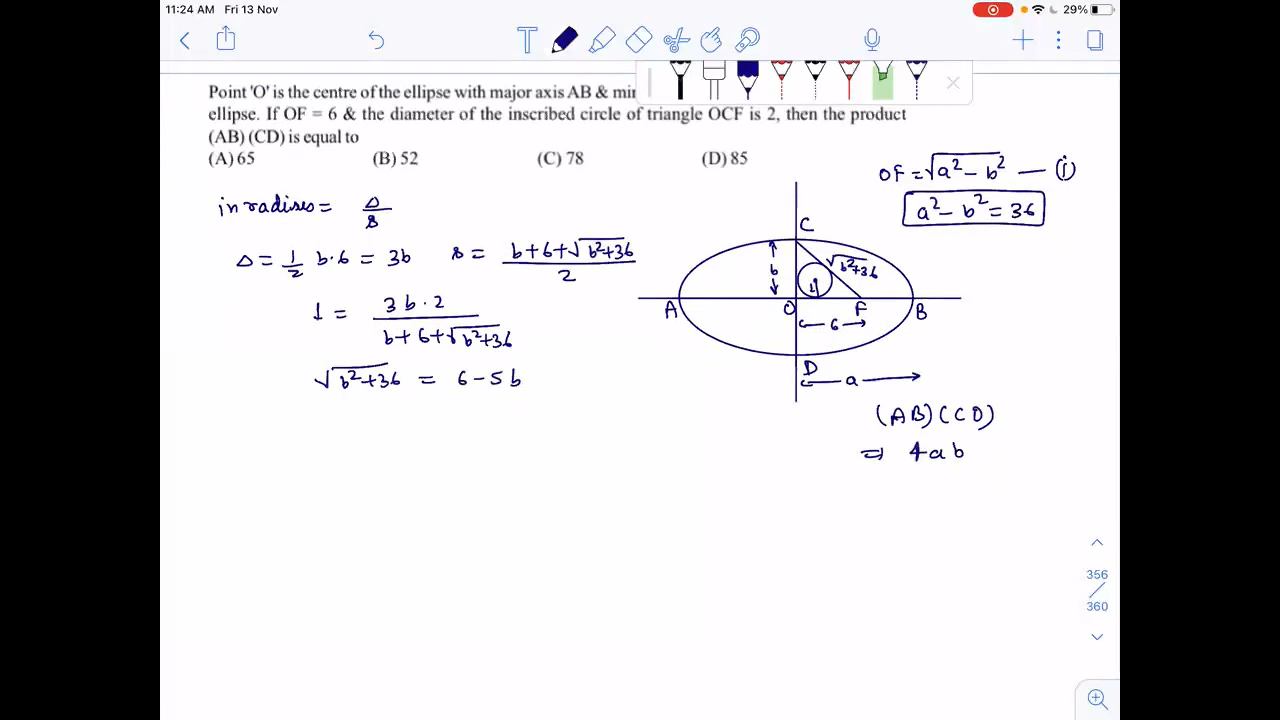 11:24 AM Fri 13 Nov
29%
Point 'O' is the centre of the ellipse with major axis AB &
ellipse. If OF = 6 & the diameter of the inscribed circle of triangle OCF is 2, then the product
(AB) (CD) is equal to
(A) 65 (B) 52 (C) 78 (D) 85
OF = √a² - b² — (i)
a² - b² = 36
in radises = Δ/s
Δ = 1/2 b·6 = 3b s = b+6+√b²+36/2
1 = 3b·2/b+6+√b²+36
√b²+36 = 6-5b
C
b
√b²+36
1
A O F B
6
D
a
(AB)(CD)
⇒ 4ab
356
/
360